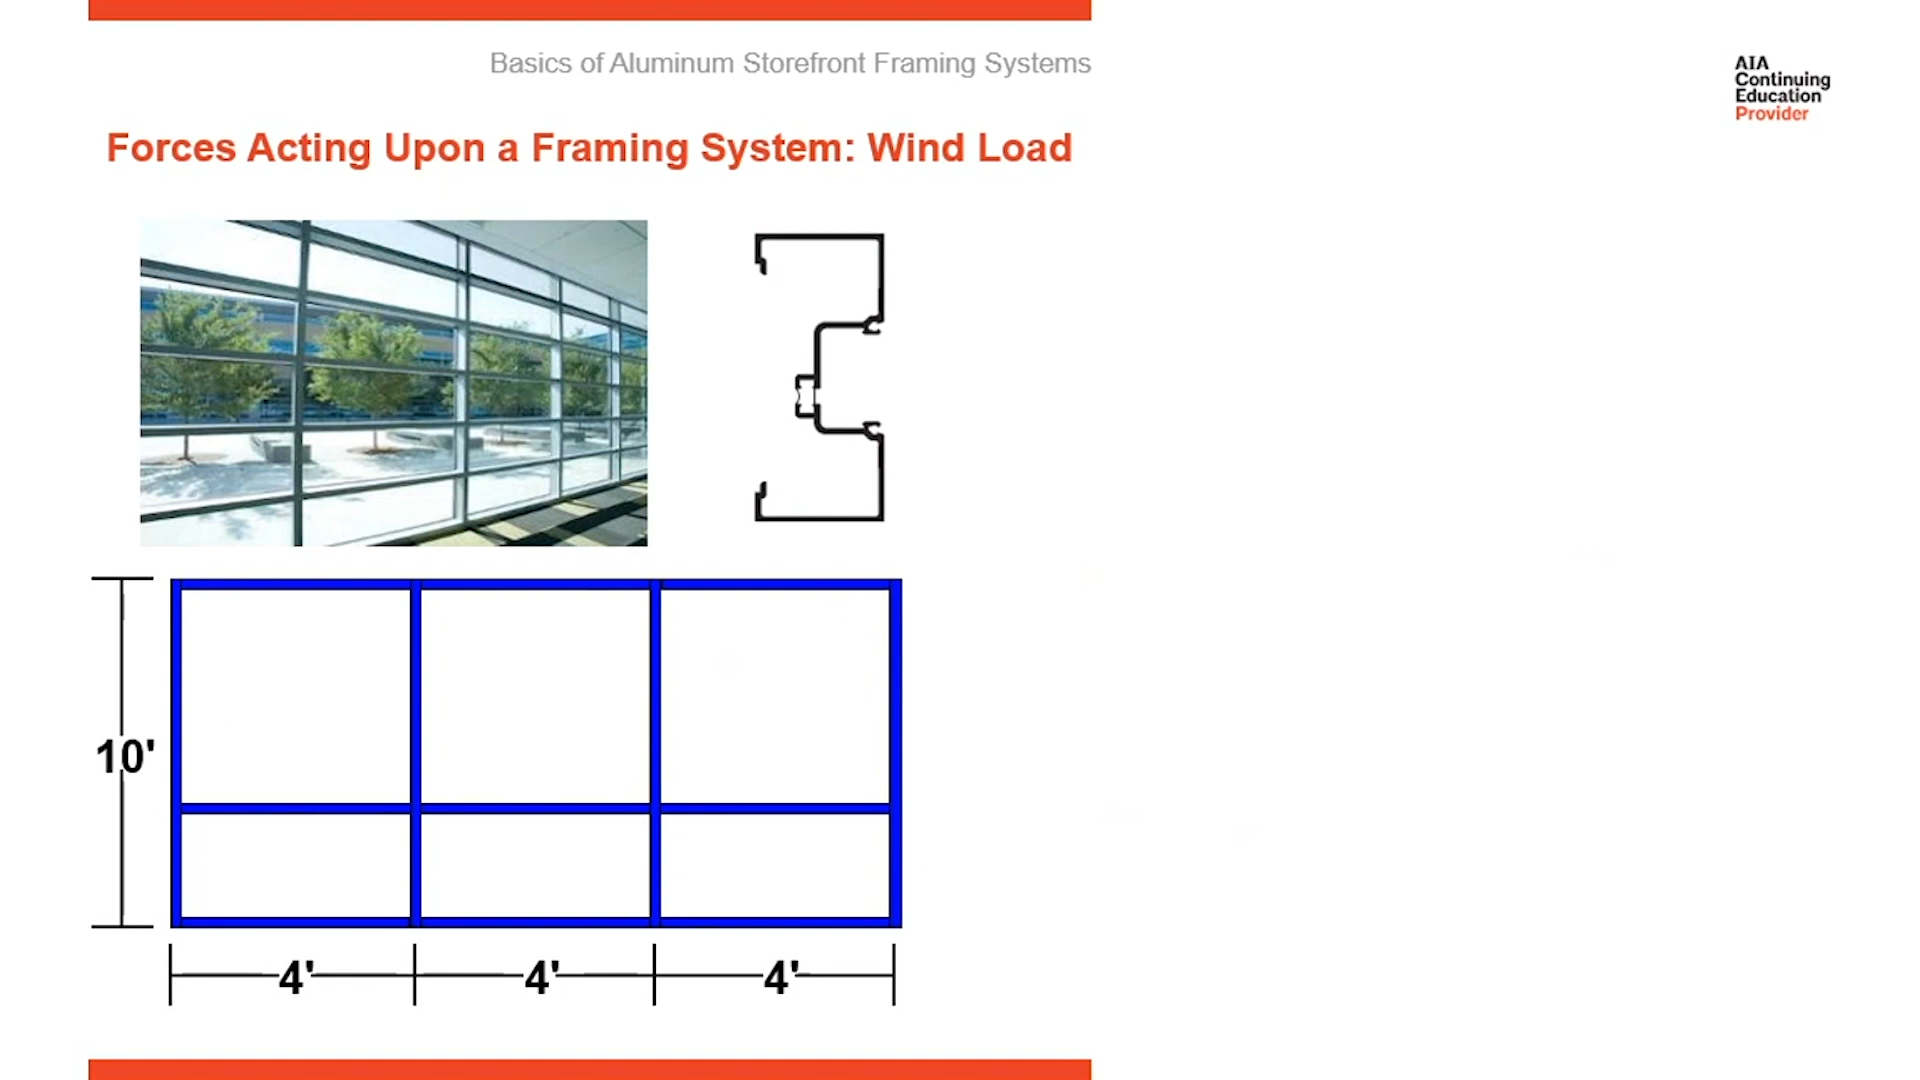 Basics of Aluminum Storefront Framing Systems
AIA
Continuing
Education
Provider
Forces Acting Upon a Framing System: Wind Load
10'
4'
4'
4'